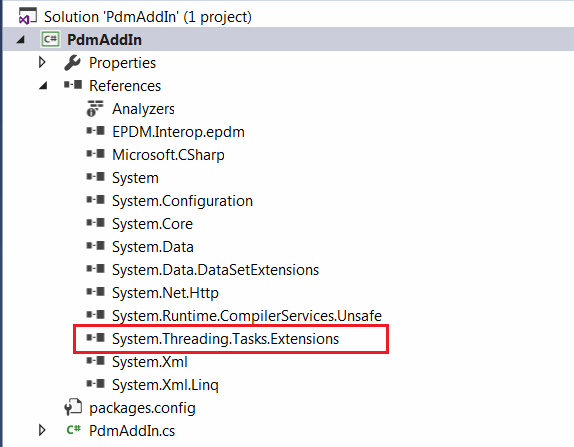 Solution 'PdmAddIn' (1 project)
C# PdmAddIn
Properties
References
Analyzers
EPDM.Interop.epdm
Microsoft.CSharp
System
System.Configuration
System.Core
System.Data
System.Data.DataSetExtensions
System.Net.Http
System.Runtime.CompilerServices.Unsafe
System.Threading.Tasks.Extensions
System.Xml
System.Xml.Linq
packages.config
C# PdmAddIn.cs